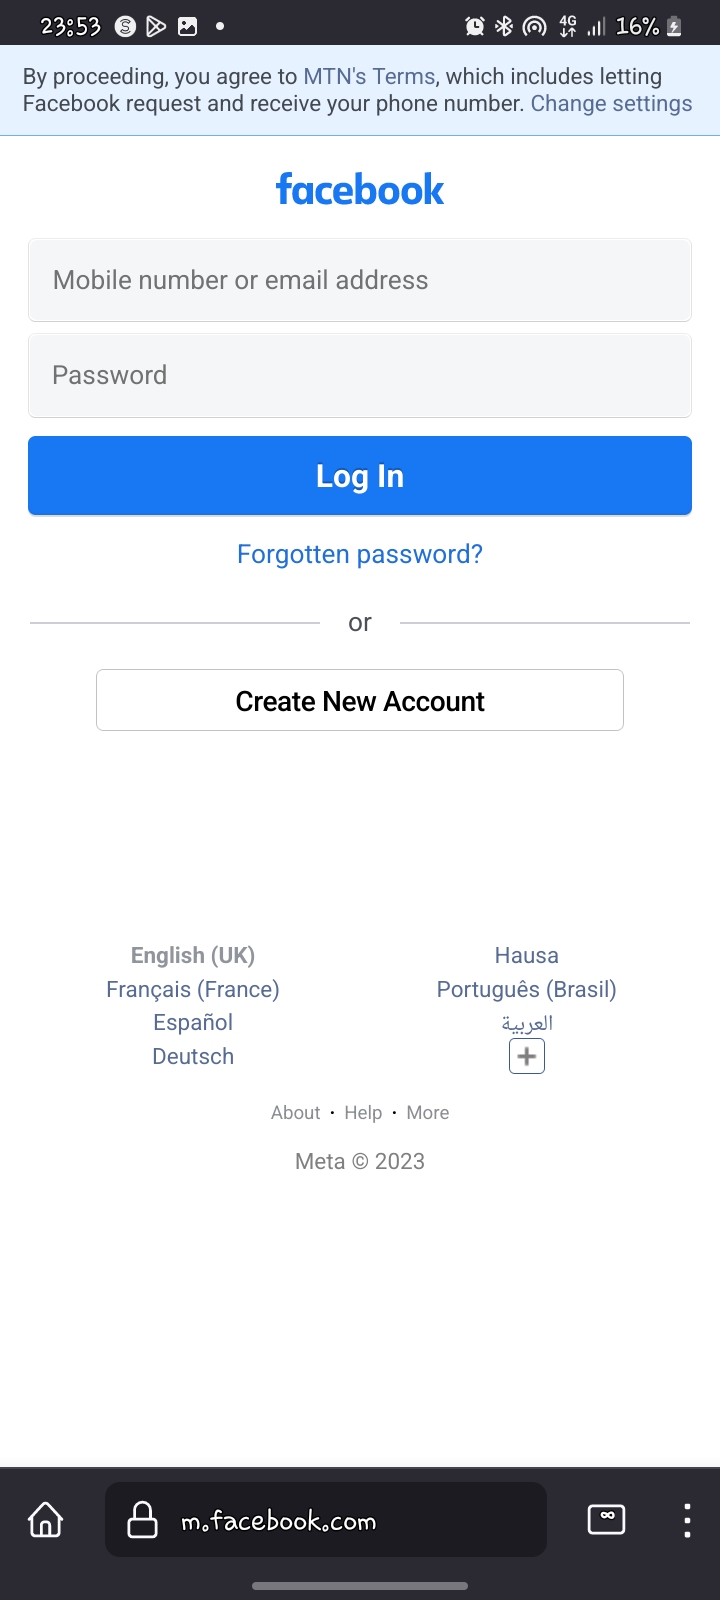 23:53
4G
16%
By proceeding, you agree to MTN's Terms, which includes letting
Facebook request and receive your phone number. Change settings
facebook
Mobile number or email address
Password
Log In
Forgotten password?
or
Create New Account
English (UK)
Hausa
Français (France)
Português (Brasil)
Español
العربية
Deutsch
About · Help · More
Meta © 2023
m.facebook.com